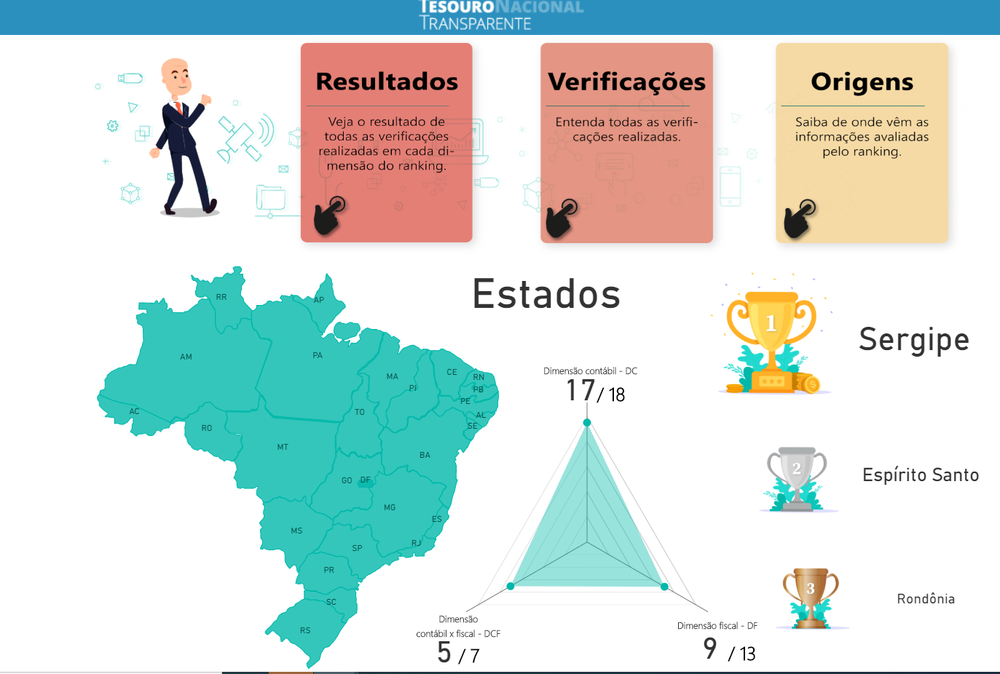 TESOURO NACIONAL
TRANSPARENTE
Resultados
Veja o resultado de
todas as verificações
realizadas em cada di-
mensão do ranking.
Verificações
Entenda todas as verifi-
cações realizadas.
Origens
Saiba de onde vêm as
informações avaliadas
pelo ranking.
Estados
RR
AP
AM
PA
MA
CE
RN
PI
PB
PE
AC
TO
AL
SE
RO
MT
BA
GO
DF
MG
ES
MS
SP
RJ
PR
SC
RS
Dimensão contábil - DC
17 / 18
Dimensão
contábil x fiscal - DCF
5 / 7
Dimensão fiscal - DF
9 / 13
1
Sergipe
2
Espírito Santo
3
Rondônia